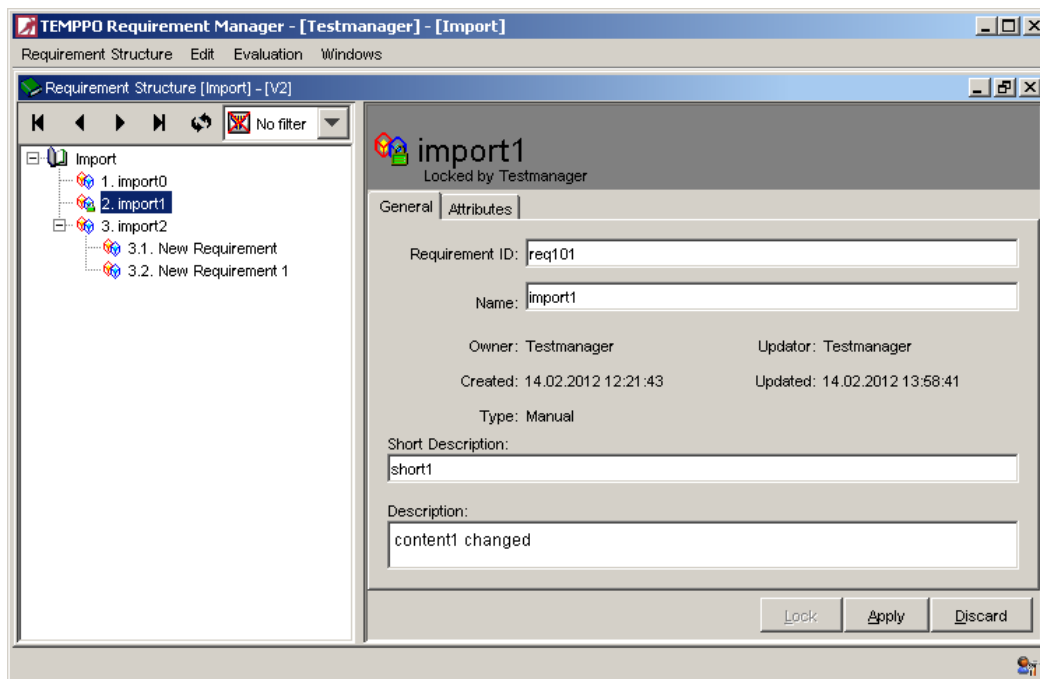 TEMPPO Requirement Manager - [Testmanager] - [Import]
Requirement Structure Edit Evaluation Windows
Requirement Structure [Import] - [V2]
No filter
Import
1. import0
2. import1
3. import2
3.1. New Requirement
3.2. New Requirement 1
import1
Locked by Testmanager
General Attributes
Requirement ID: req101
Name: import1
Owner: Testmanager Updator: Testmanager
Created: 14.02.2012 12:21:43 Updated: 14.02.2012 13:58:41
Type: Manual
Short Description:
short1
Description:
content1 changed
Lock Apply Discard